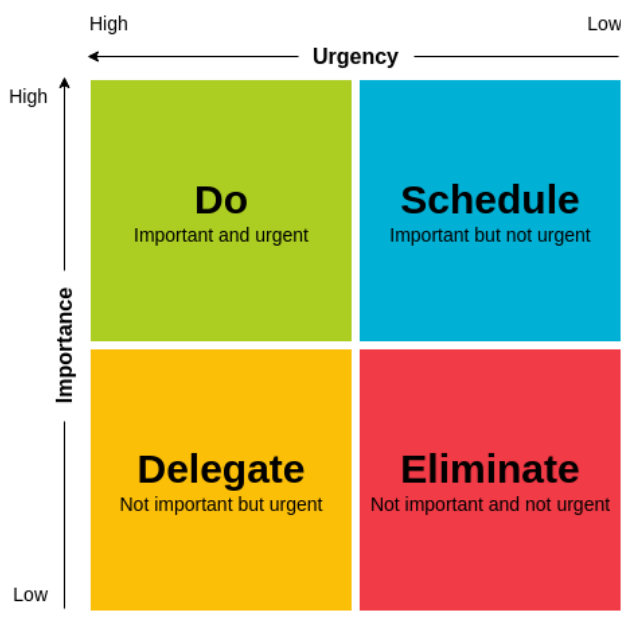 High
Low
Urgency
High
Do
Important and urgent
Schedule
Important but not urgent
Importance
Delegate
Not important but urgent
Eliminate
Not important and not urgent
Low